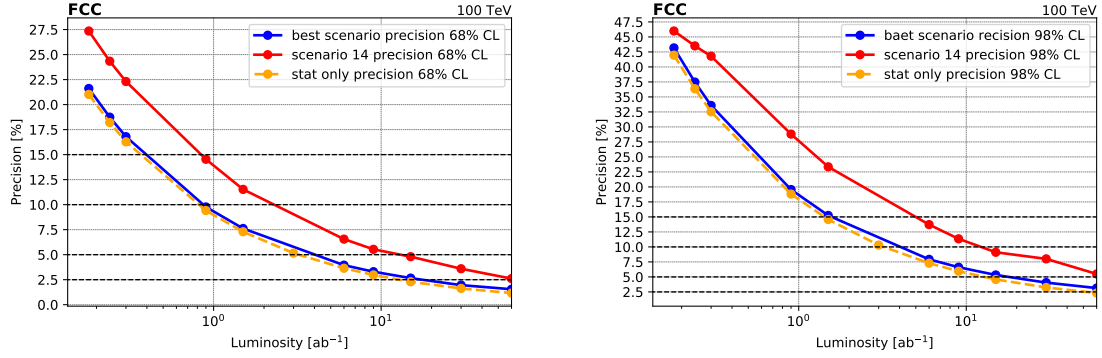 FCC
100 TeV
best scenario precision 68% CL
scenario 14 precision 68% CL
stat only precision 68% CL
27.5
25.0
22.5
20.0
17.5
15.0
12.5
10.0
7.5
5.0
2.5
0.0
Precision [%]
10⁰
10¹
Luminosity [ab⁻¹]
FCC
100 TeV
baet scenario recision 98% CL
scenario 14 precision 98% CL
stat only precision 98% CL
47.5
45.0
42.5
40.0
37.5
35.0
32.5
30.0
27.5
25.0
22.5
20.0
17.5
15.0
12.5
10.0
7.5
5.0
2.5
Precision [%]
10⁰
10¹
Luminosity [ab⁻¹]